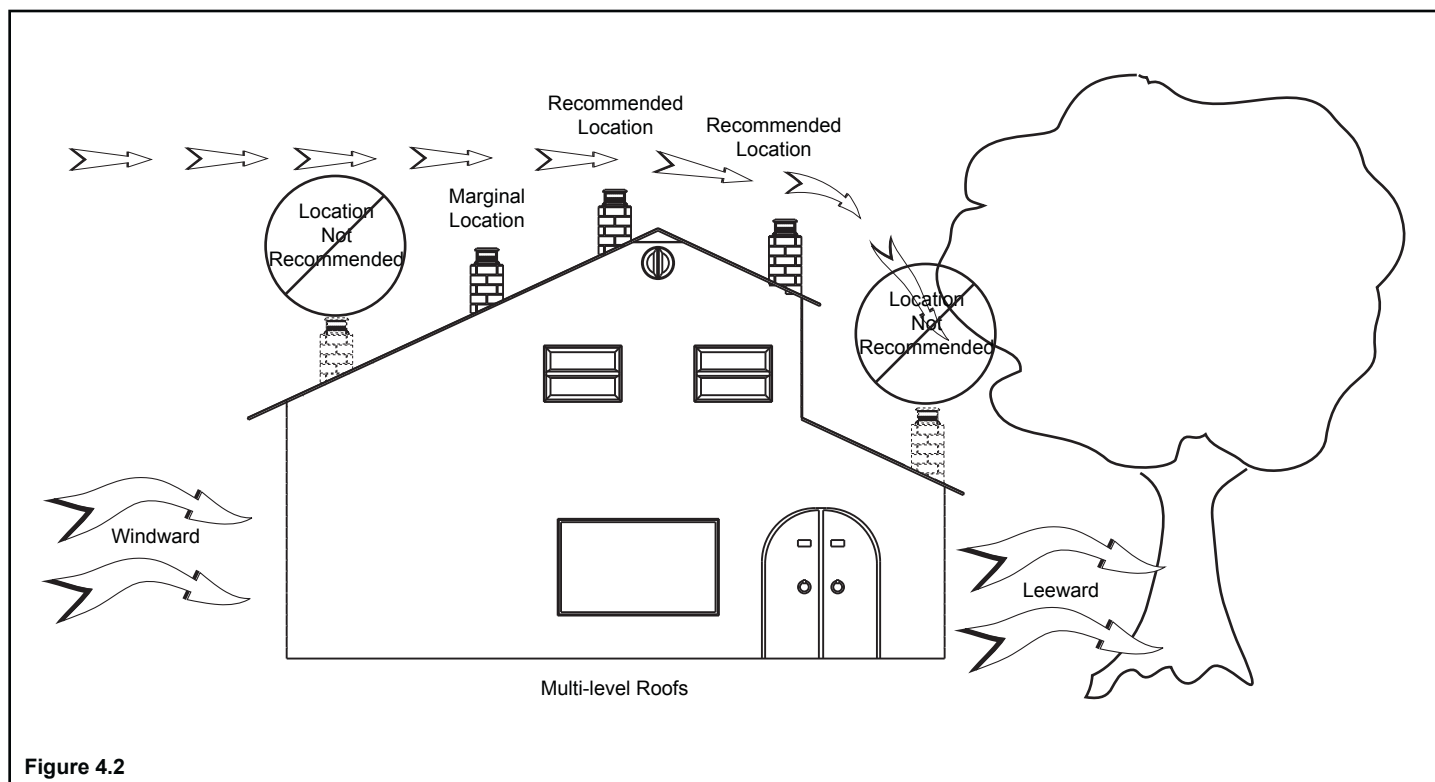 Recommended
Location
Recommended
Location
Marginal
Location
Location
Not
Recommended
Location
Not
Recommended
Windward
Leeward
Multi-level Roofs
Figure 4.2